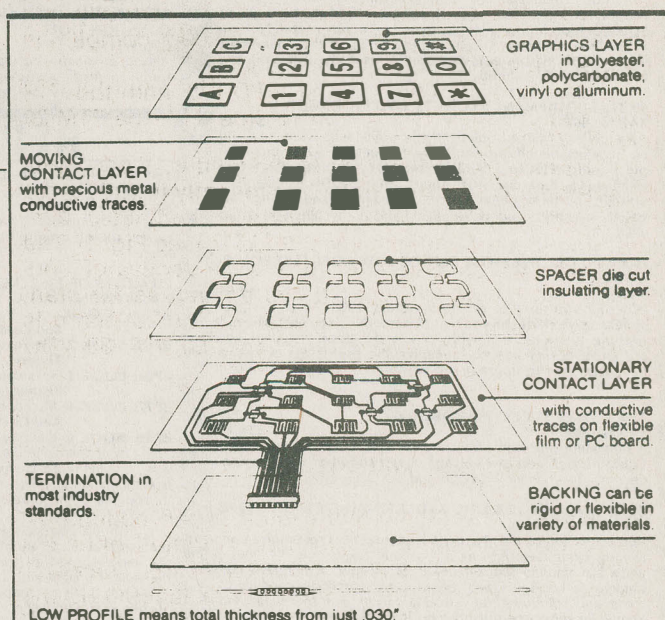 C 3 6 9 #
B 2 5 8 0
A 1 4 7 *
GRAPHICS LAYER
in polyester,
polycarbonate,
vinyl or aluminum.
MOVING
CONTACT LAYER
with precious metal
conductive traces.
SPACER die cut
insulating layer.
STATIONARY
CONTACT LAYER
with conductive
traces on flexible
film or PC board.
TERMINATION in
most industry
standards.
BACKING can be
rigid or flexible in
variety of materials.
LOW PROFILE means total thickness from just .030."